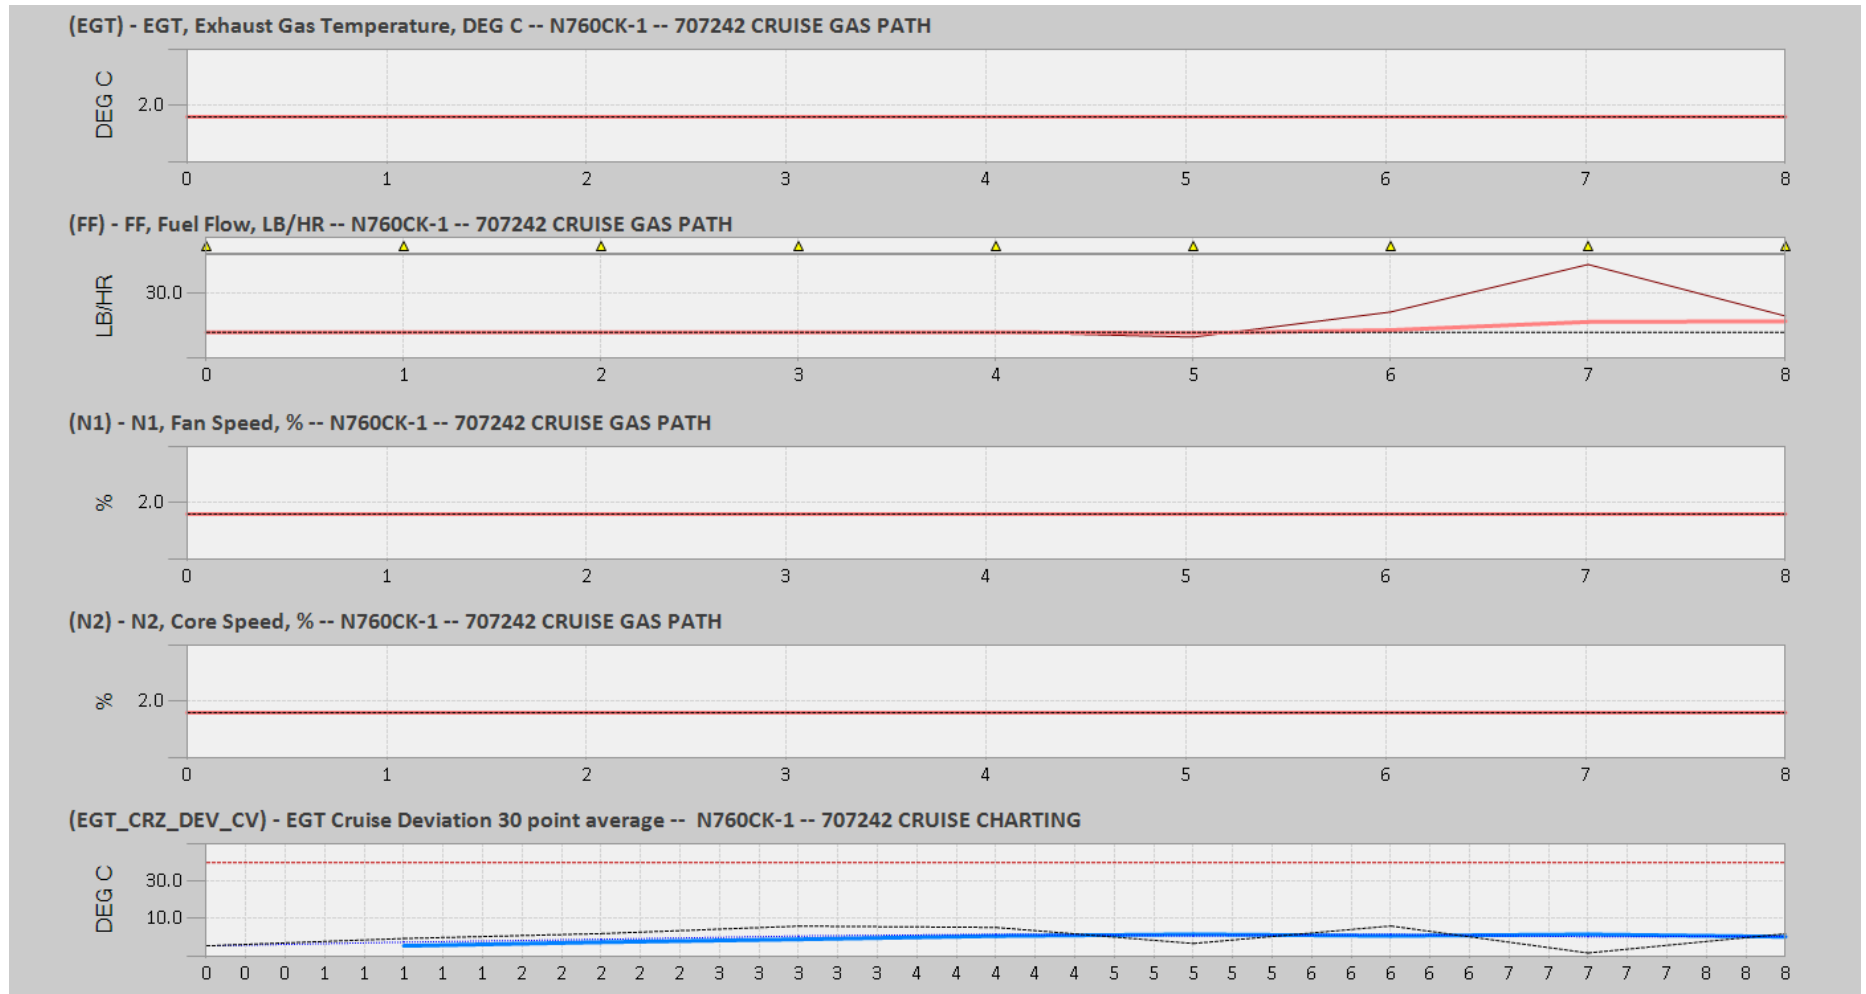 (EGT) - EGT, Exhaust Gas Temperature, DEG C -- N760CK-1 -- 707242 CRUISE GAS PATH
DEG C
2.0
0 1 2 3 4 5 6 7 8
(FF) - FF, Fuel Flow, LB/HR -- N760CK-1 -- 707242 CRUISE GAS PATH
LB/HR
30.0
0 1 2 3 4 5 6 7 8
(N1) - N1, Fan Speed, % -- N760CK-1 -- 707242 CRUISE GAS PATH
%
2.0
0 1 2 3 4 5 6 7 8
(N2) - N2, Core Speed, % -- N760CK-1 -- 707242 CRUISE GAS PATH
%
2.0
0 1 2 3 4 5 6 7 8
(EGT_CRZ_DEV_CV) - EGT Cruise Deviation 30 point average -- N760CK-1 -- 707242 CRUISE CHARTING
DEG C
30.0
10.0
0 0 0 1 1 1 1 1 2 2 2 2 2 3 3 3 3 3 4 4 4 4 4 5 5 5 5 5 6 6 6 6 6 7 7 7 7 7 8 8 8